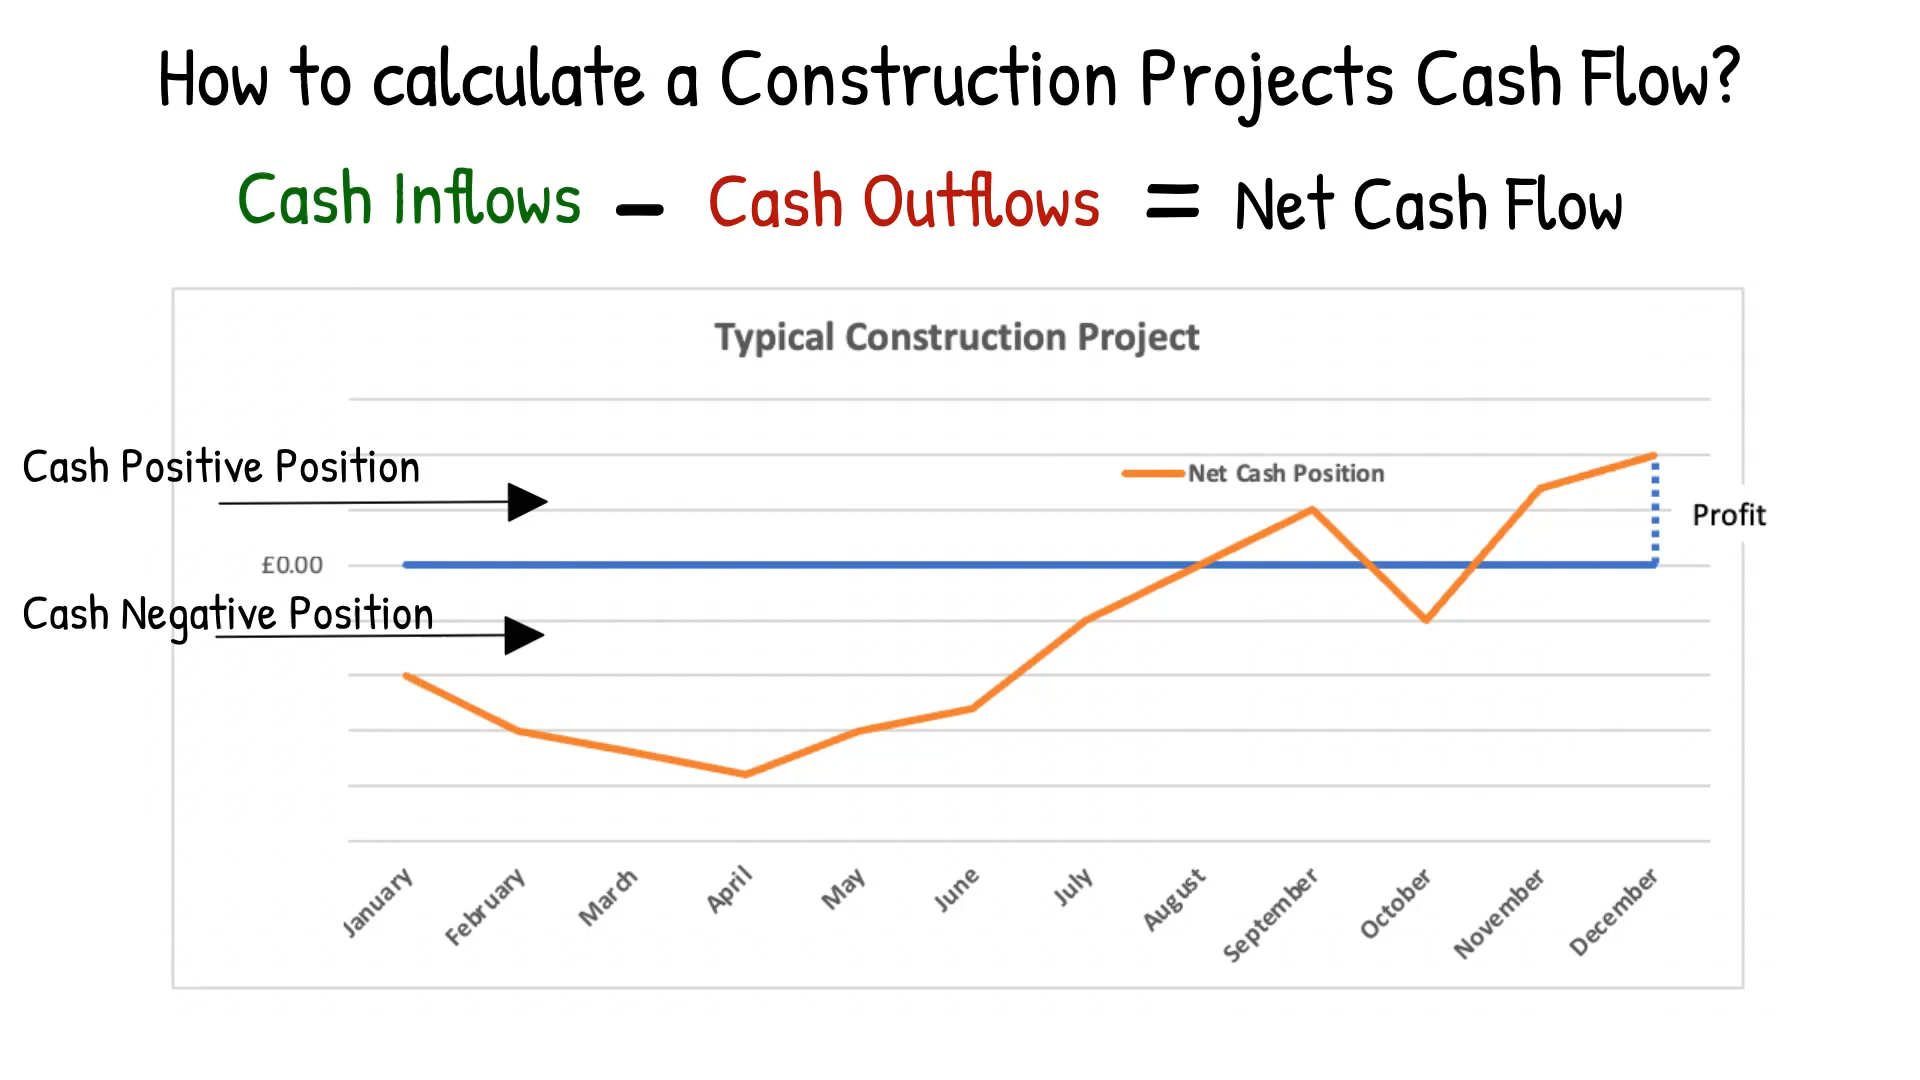 How to calculate a Construction Projects Cash Flow?
Cash Inflows - Cash Outflows = Net Cash Flow
Typical Construction Project
Cash Positive Position
Net Cash Position
Profit
£0.00
Cash Negative Position
January
February
March
April
May
June
July
August
September
October
November
December